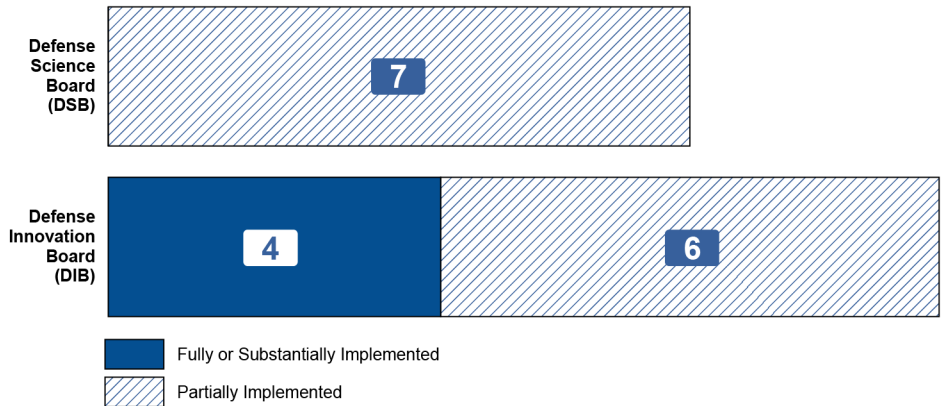 Defense
Science
Board
(DSB)
7
Defense
Innovation
Board
(DIB)
4
6
Fully or Substantially Implemented
Partially Implemented